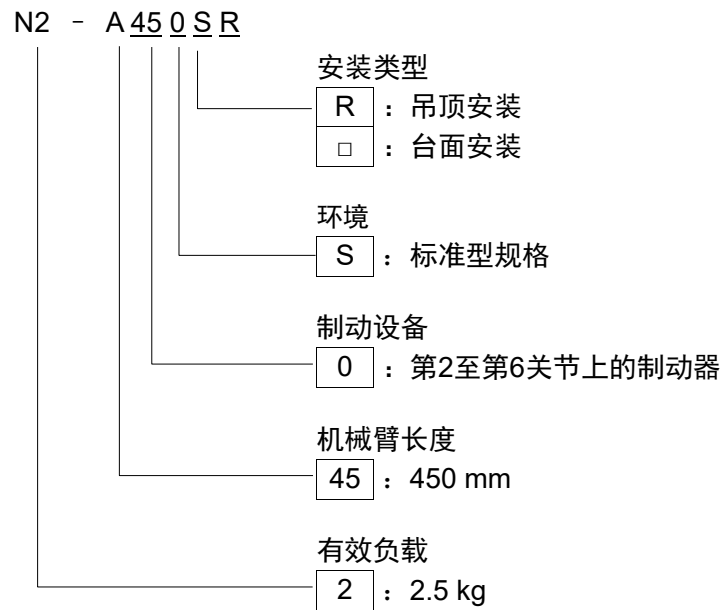 N2 - A450SR
安装类型
R ： 吊顶安装
□ ： 台面安装
环境
S ： 标准型规格
制动设备
0 ： 第2至第6关节上的制动器
机械臂长度
45 ： 450 mm
有效负载
2 ： 2.5 kg